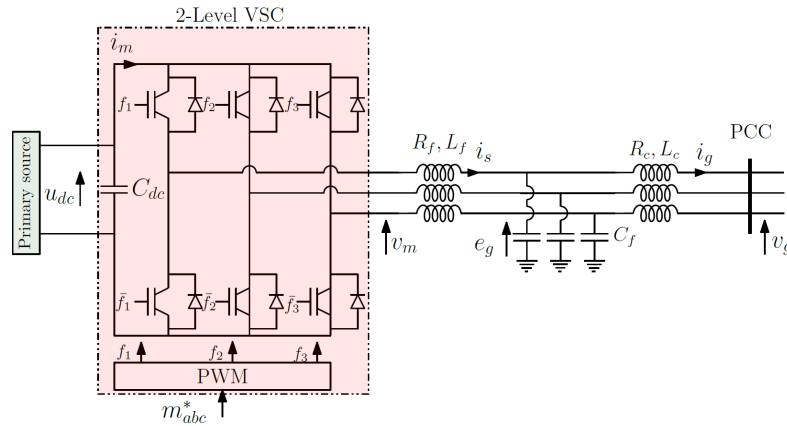 2-Level VSC
i_m
f_1
f_2
f_3
Primary source
u_dc
C_dc
R_f, L_f
i_s
R_c, L_c
i_g
PCC
v_m
e_g
C_f
v_g
f̄_1
f̄_2
f̄_3
f_1
f_2
f_3
PWM
m*_abc